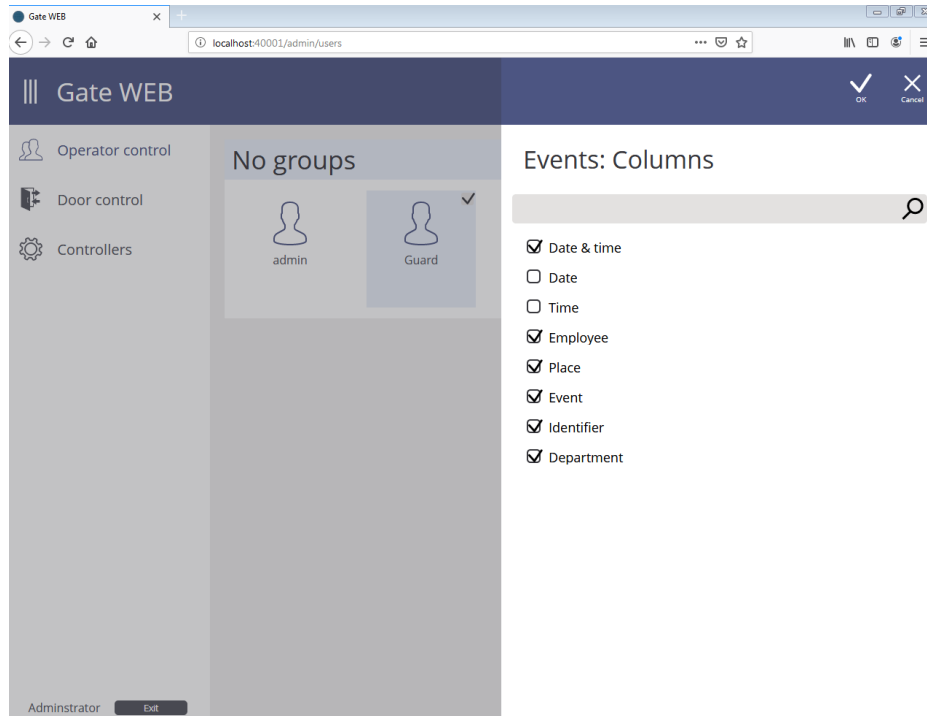 Gate WEB
localhost:40001/admin/users
Gate WEB
OK
Cancel
Operator control
Door control
Controllers
No groups
admin
Guard
Events: Columns
Date & time
Date
Time
Employee
Place
Event
Identifier
Department
Adminstrator
Exit